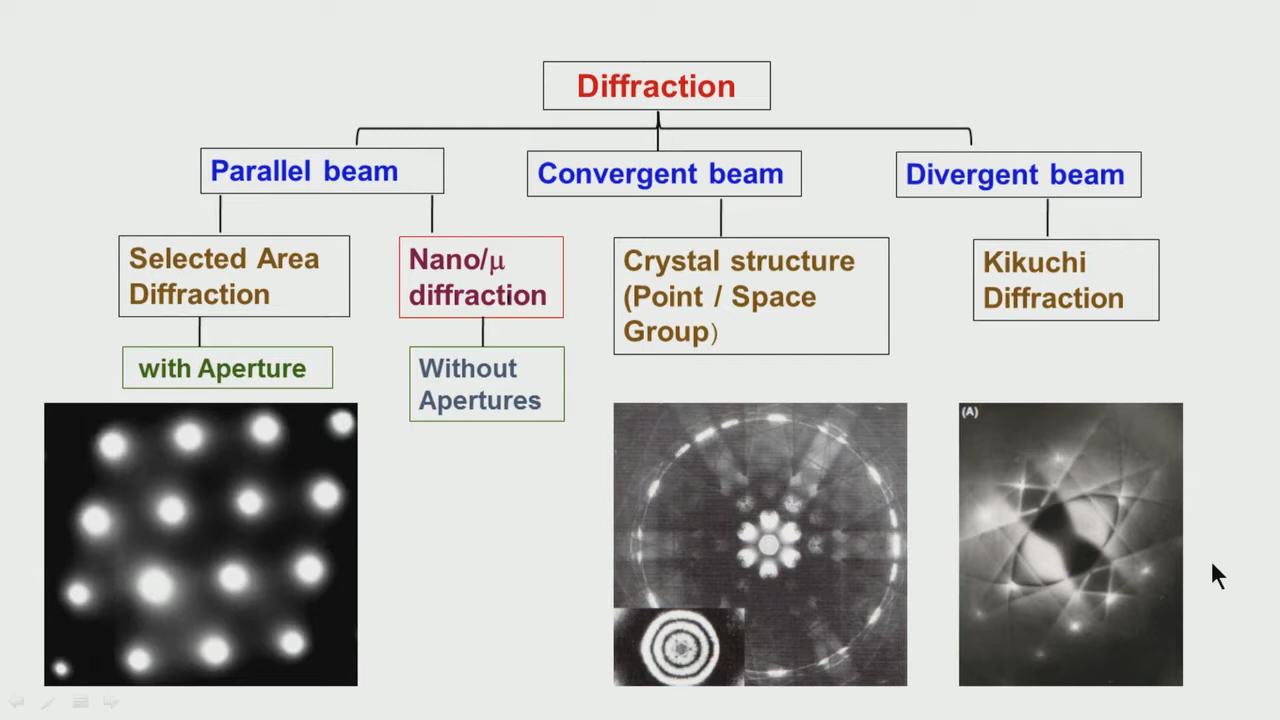 Diffraction
Parallel beam
Convergent beam
Divergent beam
Selected Area
Diffraction
Nano/μ
diffraction
Crystal structure
(Point / Space
Group)
Kikuchi
Diffraction
with Aperture
Without
Apertures
(A)